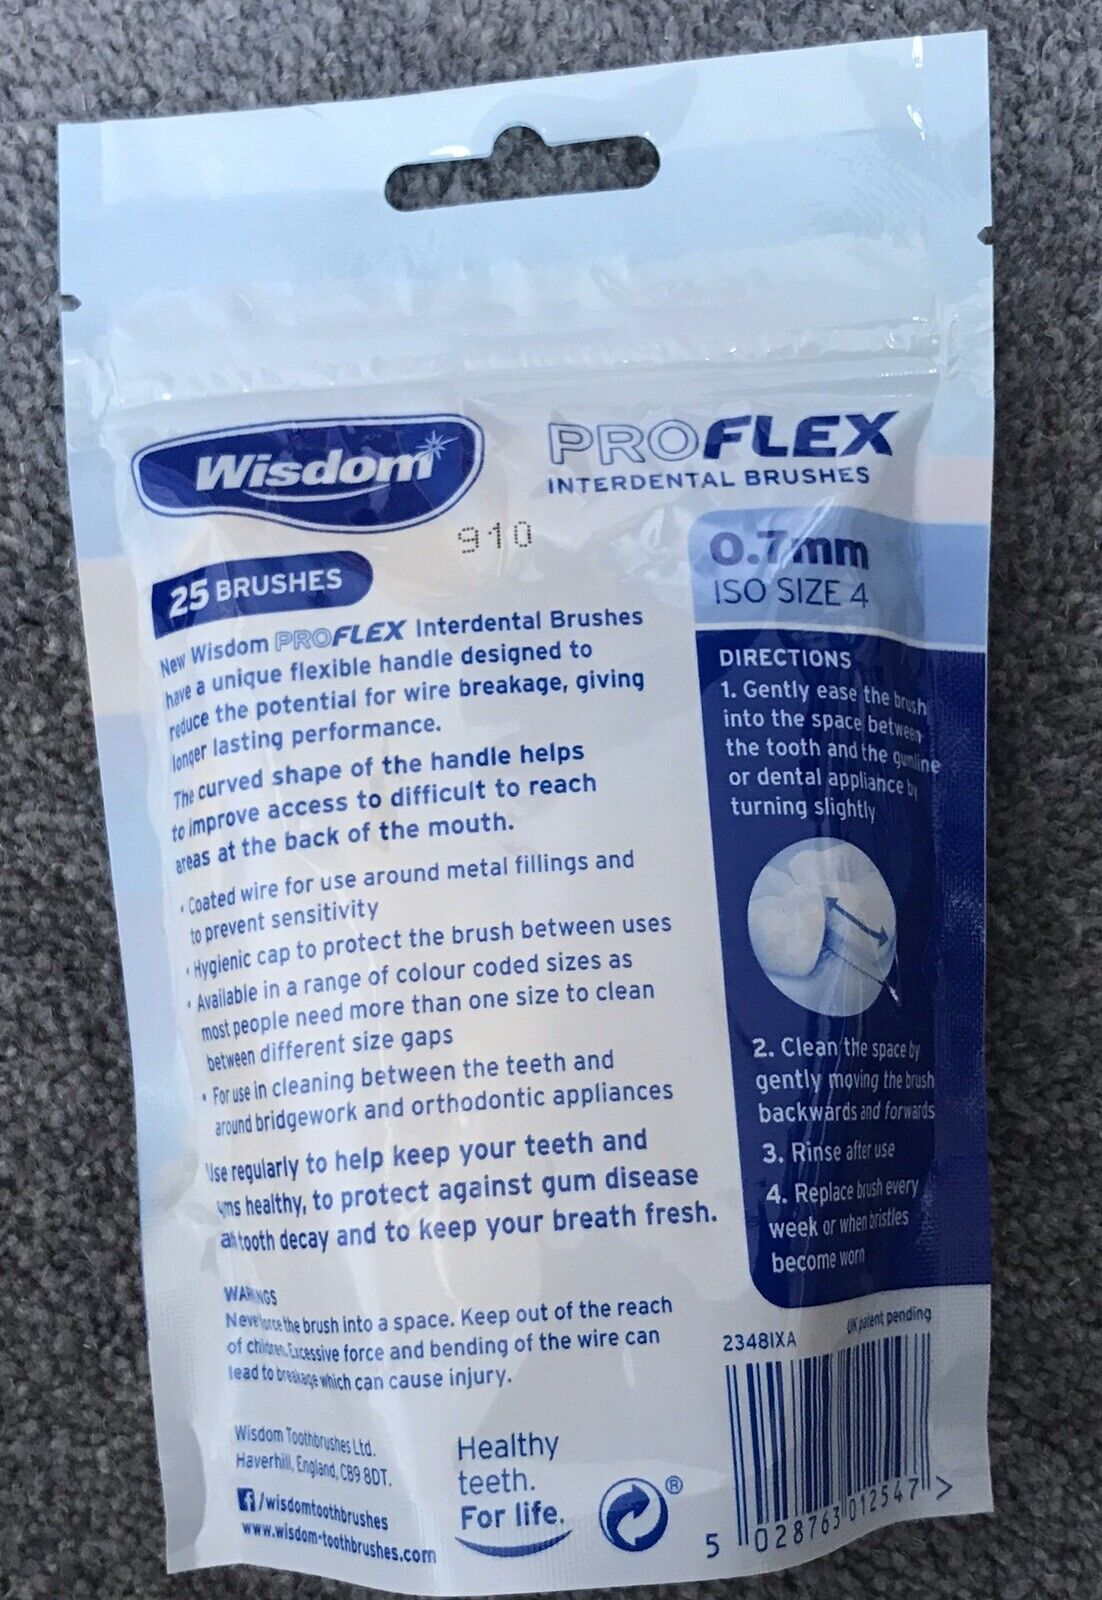 Wisdom
PROFLEX
INTERDENTAL BRUSHES
910
25 BRUSHES
New Wisdom PROFLEX Interdental Brushes
have a unique flexible handle designed to
reduce the potential for wire breakage, giving
longer lasting performance.
The curved shape of the handle helps
to improve access to difficult to reach
areas at the back of the mouth.
• Coated wire for use around metal fillings and
to prevent sensitivity
• Hygienic cap to protect the brush between uses
• Available in a range of colour coded sizes as
most people need more than one size to clean
between different size gaps
• For use in cleaning between the teeth and
around bridgework and orthodontic appliances
Use regularly to help keep your teeth and
gums healthy, to protect against gum disease
and tooth decay and to keep your breath fresh.
WARNINGS
Never force the brush into a space. Keep out of the reach
of children. Excessive force and bending of the wire can
lead to breakage which can cause injury.
Wisdom Toothbrushes Ltd.
Haverhill, England, CB9 8DT.
f /wisdomtoothbrushes
www.wisdom-toothbrushes.com
Healthy
teeth.
For life.
®
0.7mm
ISO SIZE 4
DIRECTIONS
1. Gently ease the brush
into the space between
the tooth and the gumline
or dental appliance by
turning slightly
2. Clean the space by
gently moving the brush
backwards and forwards
3. Rinse after use
4. Replace brush every
week or when bristles
become worn
UK patent pending
2348IXA
5 028763 012547 >